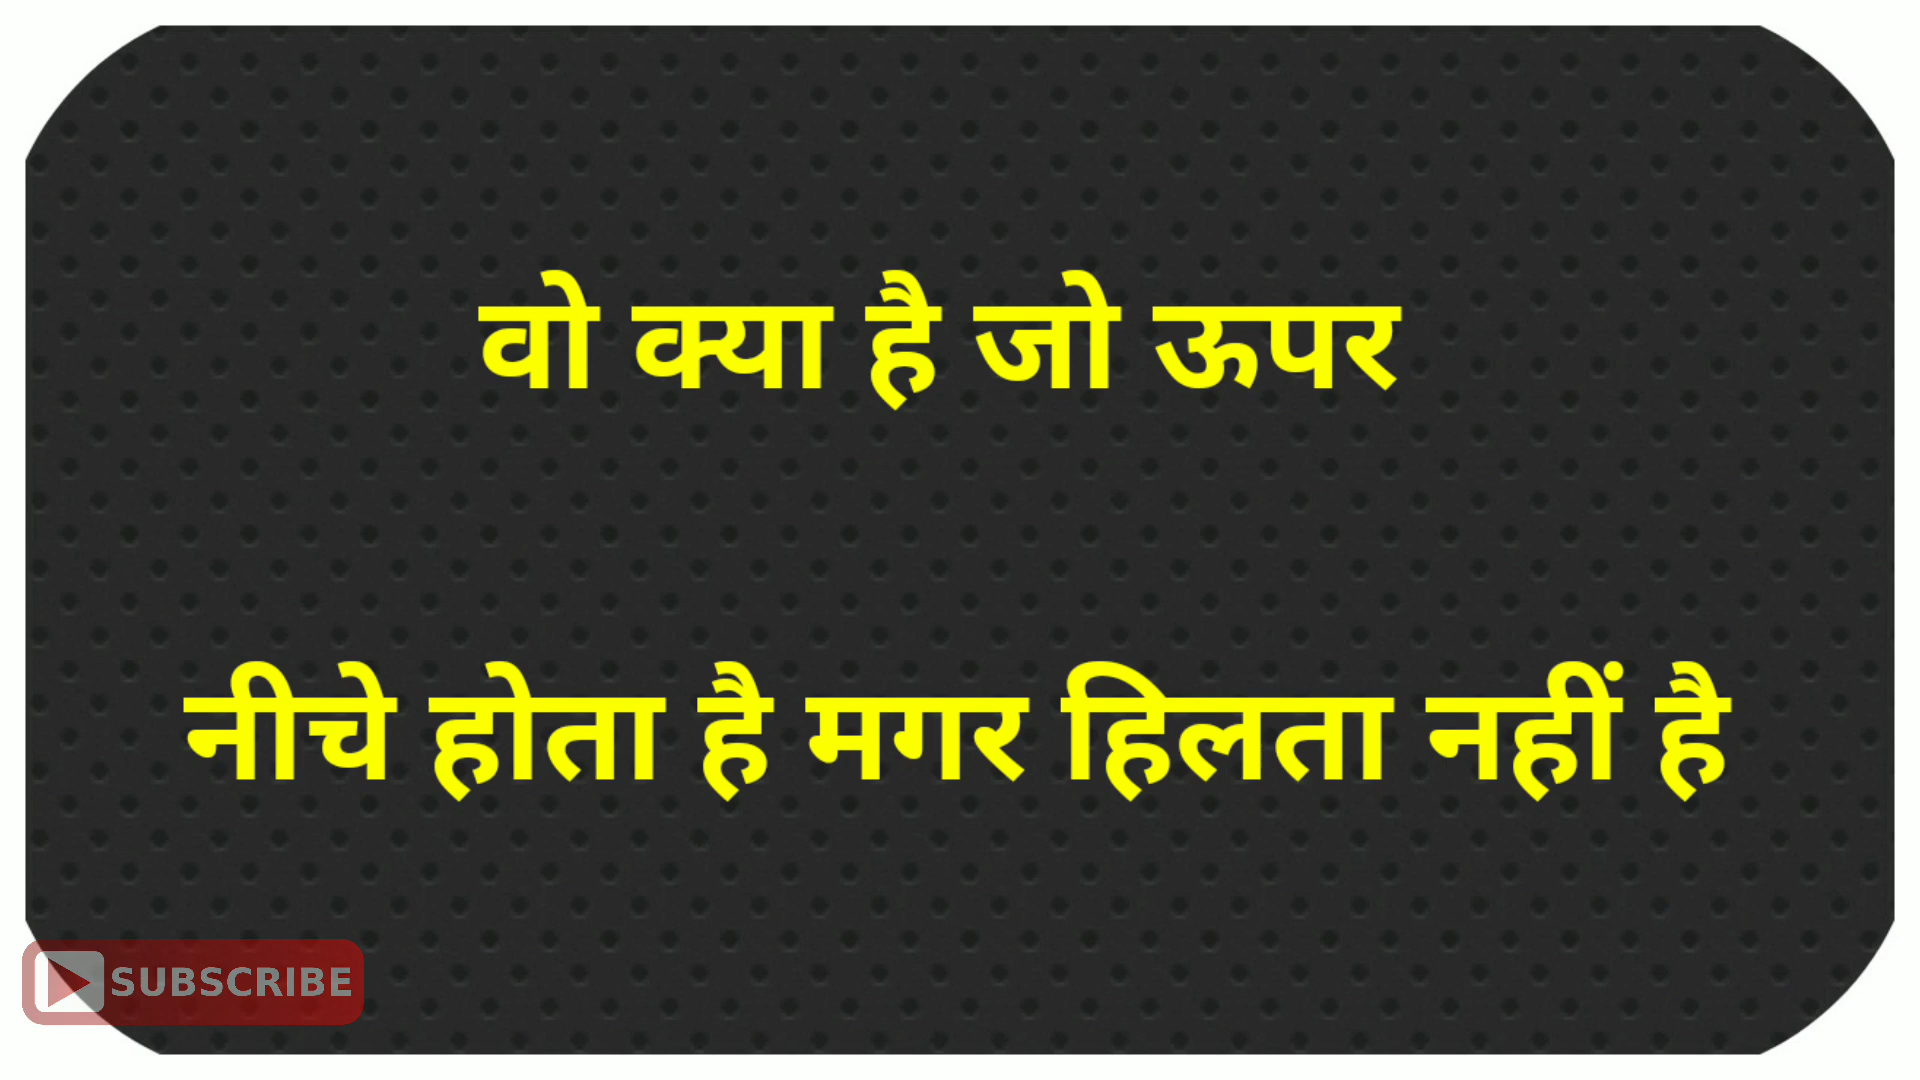 वो क्या है जो ऊपर
नीचे होता है मगर हिलता नहीं है
SUBSCRIBE